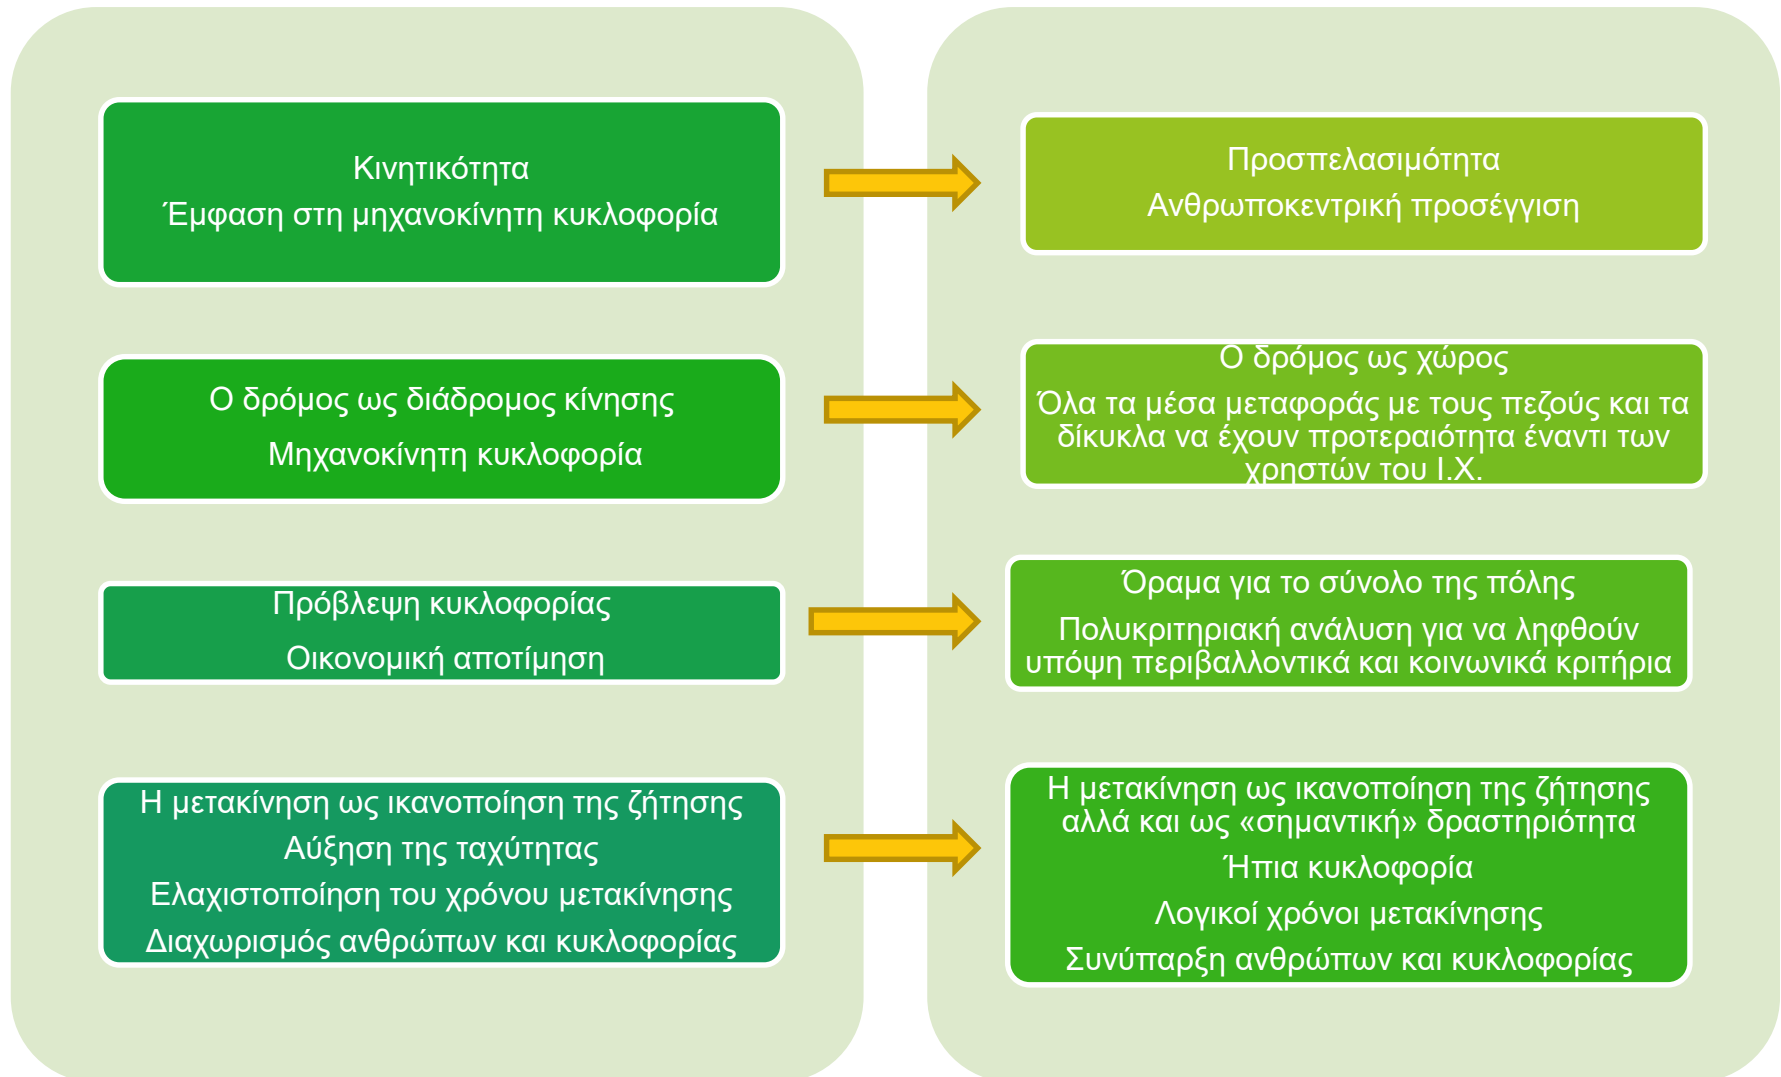 Κινητικότητα
Έμφαση στη μηχανοκίνητη κυκλοφορία
Προσπελασιμότητα
Ανθρωποκεντρική προσέγγιση
Ο δρόμος ως διάδρομος κίνησης
Μηχανοκίνητη κυκλοφορία
Ο δρόμος ως χώρος
Όλα τα μέσα μεταφοράς με τους πεζούς και τα
δίκυκλα να έχουν προτεραιότητα έναντι των
χρηστών του Ι.Χ.
Πρόβλεψη κυκλοφορίας
Οικονομική αποτίμηση
Όραμα για το σύνολο της πόλης
Πολυκριτηριακή ανάλυση για να ληφθούν
υπόψη περιβαλλοντικά και κοινωνικά κριτήρια
Η μετακίνηση ως ικανοποίηση της ζήτησης
Αύξηση της ταχύτητας
Ελαχιστοποίηση του χρόνου μετακίνησης
Διαχωρισμός ανθρώπων και κυκλοφορίας
Η μετακίνηση ως ικανοποίηση της ζήτησης
αλλά και ως «σημαντική» δραστηριότητα
Ήπια κυκλοφορία
Λογικοί χρόνοι μετακίνησης
Συνύπαρξη ανθρώπων και κυκλοφορίας